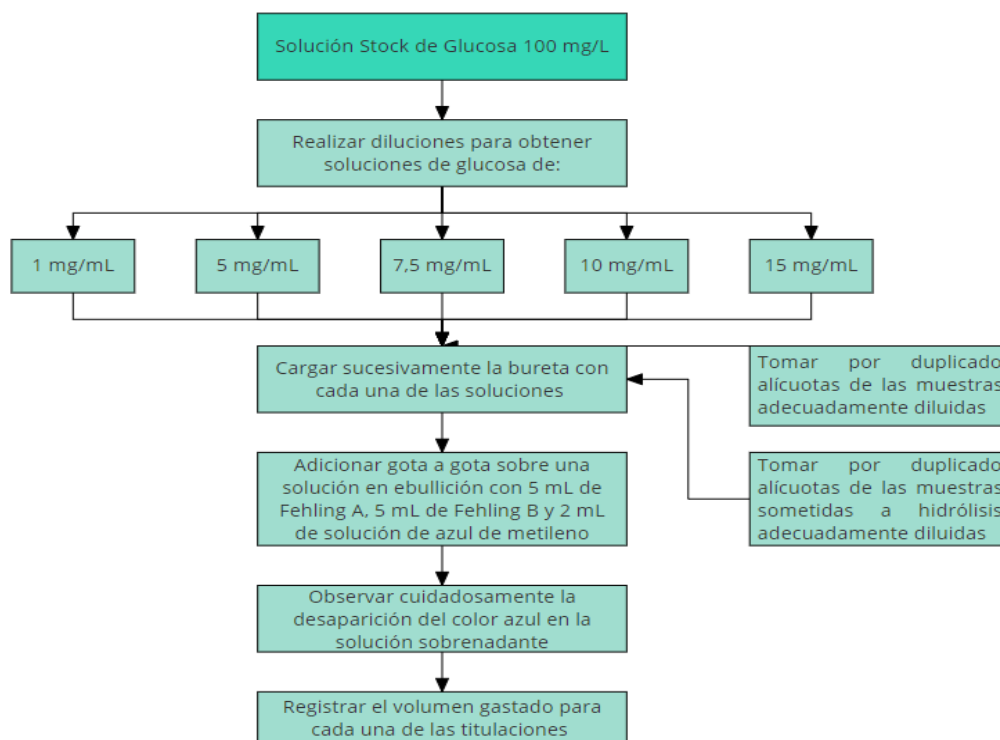 Solución Stock de Glucosa 100 mg/L
Realizar diluciones para obtener
soluciones de glucosa de:
1 mg/mL
5 mg/mL
7,5 mg/mL
10 mg/mL
15 mg/mL
Cargar sucesivamente la bureta con
cada una de las soluciones
Tomar por duplicado
alícuotas de las muestras
adecuadamente diluidas
Adicionar gota a gota sobre una
solución en ebullición con 5 mL de
Fehling A, 5 mL de Fehling B y 2 mL
de solución de azul de metileno
Tomar por duplicado
alícuotas de las muestras
sometidas a hidrólisis
adecuadamente diluidas
Observar cuidadosamente la
desaparición del color azul en la
solución sobrenadante
Registrar el volumen gastado para
cada una de las titulaciones